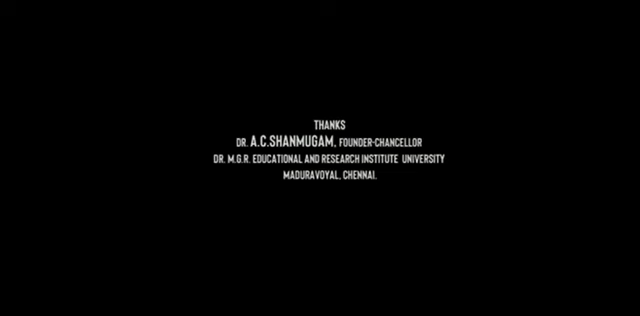 THANKS
DR. A.C.SHANMUGAM, FOUNDER-CHANCELLOR
DR. M.G.R. EDUCATIONAL AND RESEARCH INSTITUTE UNIVERSITY
MADURAVOYAL, CHENNAI.